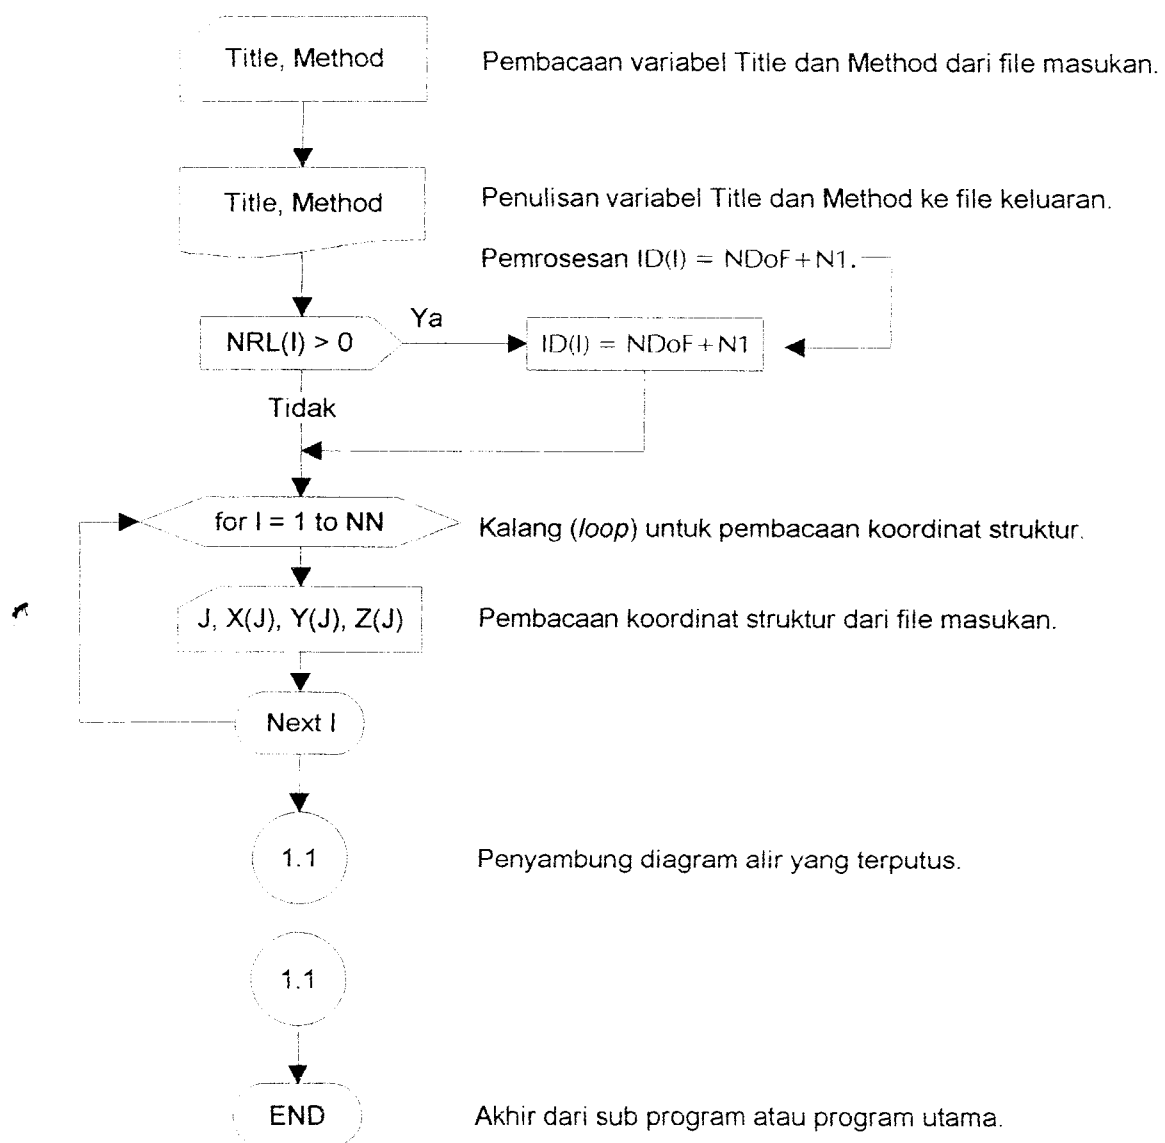 Title, Method
Pembacaan variabel Title dan Method dari file masukan.
Title, Method
Penulisan variabel Title dan Method ke file keluaran.
Pemrosesan ID(I) = NDoF+N1.
NRL(I) > 0
Ya
ID(I) = NDoF+N1
Tidak
for I = 1 to NN
Kalang (loop) untuk pembacaan koordinat struktur.
J, X(J), Y(J), Z(J)
Pembacaan koordinat struktur dari file masukan.
Next I
1.1
Penyambung diagram alir yang terputus.
1.1
END
Akhir dari sub program atau program utama.